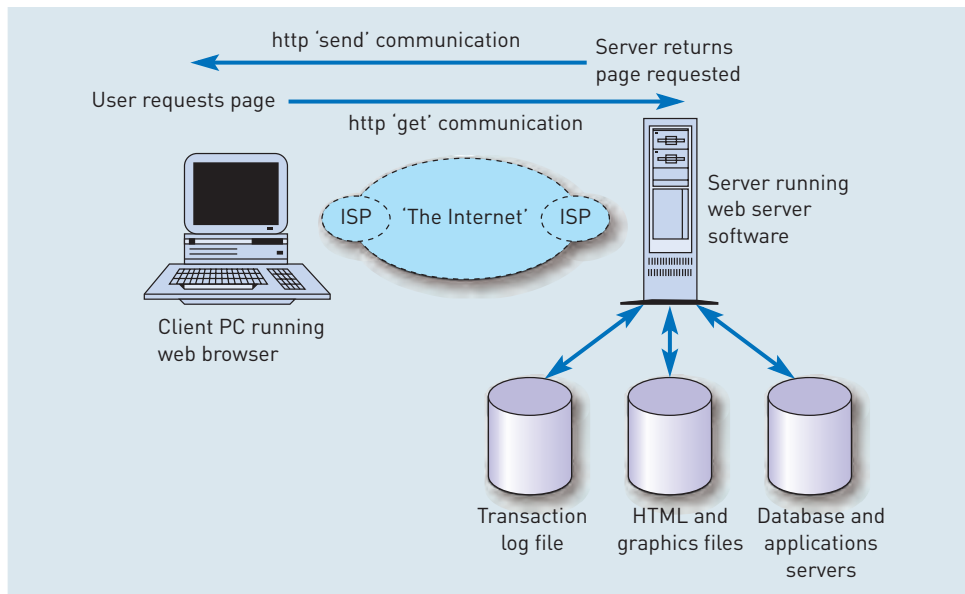 http ‘send’ communication
Server returns
page requested
User requests page
http ‘get’ communication
ISP
‘The Internet’
ISP
Server running
web server
software
Client PC running
web browser
Transaction
log file
HTML and
graphics files
Database and
applications
servers